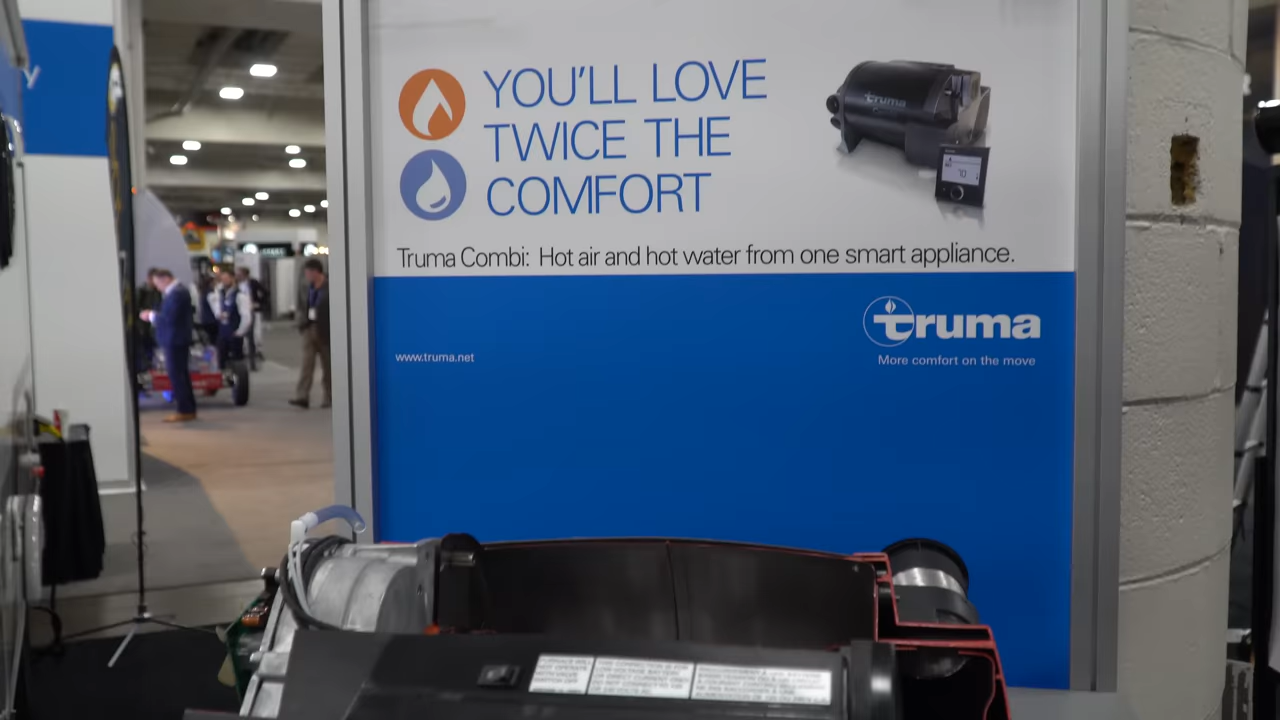 y
YOU'LL LOVE
TWICE THE
COMFORT
truma
70
Truma Combi: Hot air and hot water from one smart appliance.
truma
www.truma.net
More comfort on the move